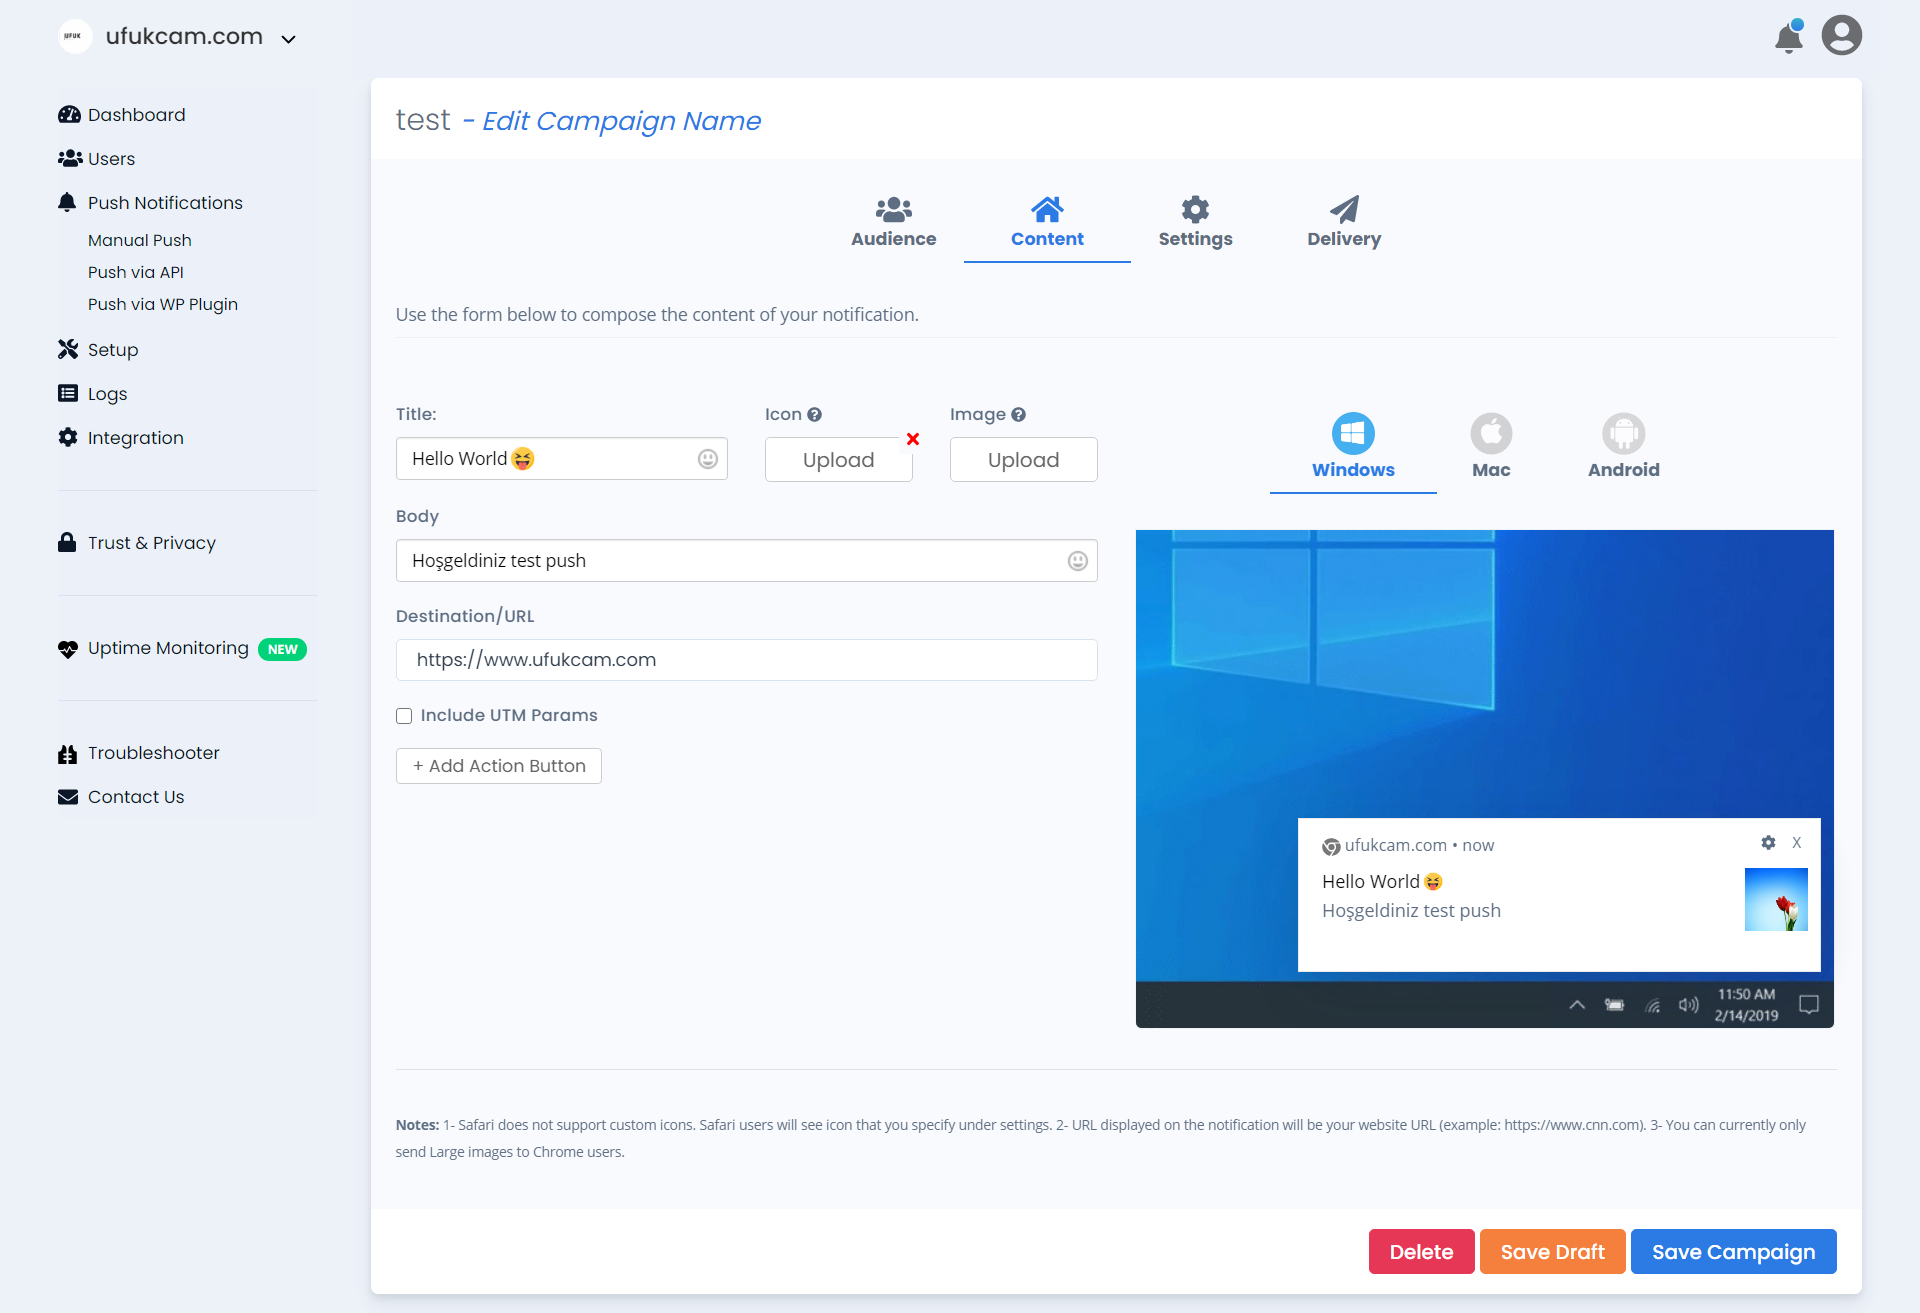 UFUK
ufukcam.com
Dashboard
Users
Push Notifications
Manual Push
Push via API
Push via WP Plugin
Setup
Logs
Integration
Trust & Privacy
Uptime Monitoring NEW
Troubleshooter
Contact Us
test - Edit Campaign Name
Audience Content Settings Delivery
Use the form below to compose the content of your notification.
Title: Icon Image
Hello World😝 Upload Upload
Body
Hoşgeldiniz test push
Destination/URL
https://www.ufukcam.com
Include UTM Params
+ Add Action Button
Windows Mac Android
ufukcam.com • now X
Hello World😝
Hoşgeldiniz test push
11:50 AM
2/14/2019
Notes: 1- Safari does not support custom icons. Safari users will see icon that you specify under settings. 2- URL displayed on the notification will be your website URL (example: https://www.cnn.com). 3- You can currently only
send Large images to Chrome users.
Delete Save Draft Save Campaign